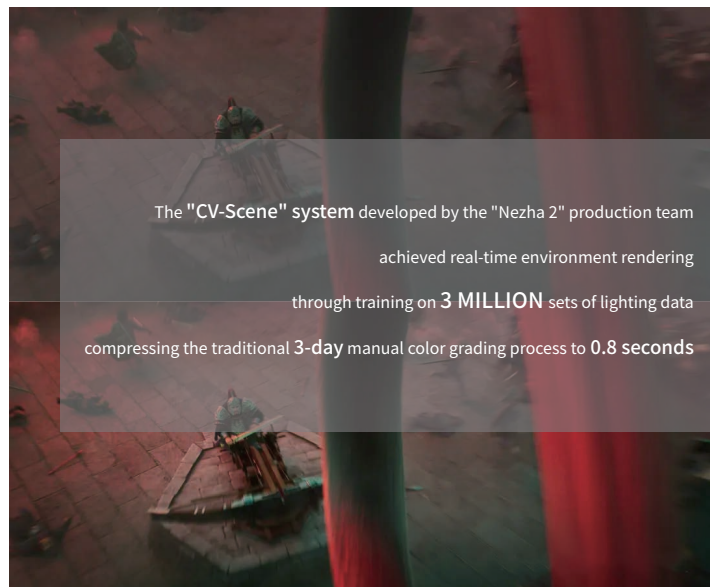 The "CV-Scene" system developed by the "Nezha 2" production team
achieved real-time environment rendering
through training on 3 MILLION sets of lighting data
compressing the traditional 3-day manual color grading process to 0.8 seconds